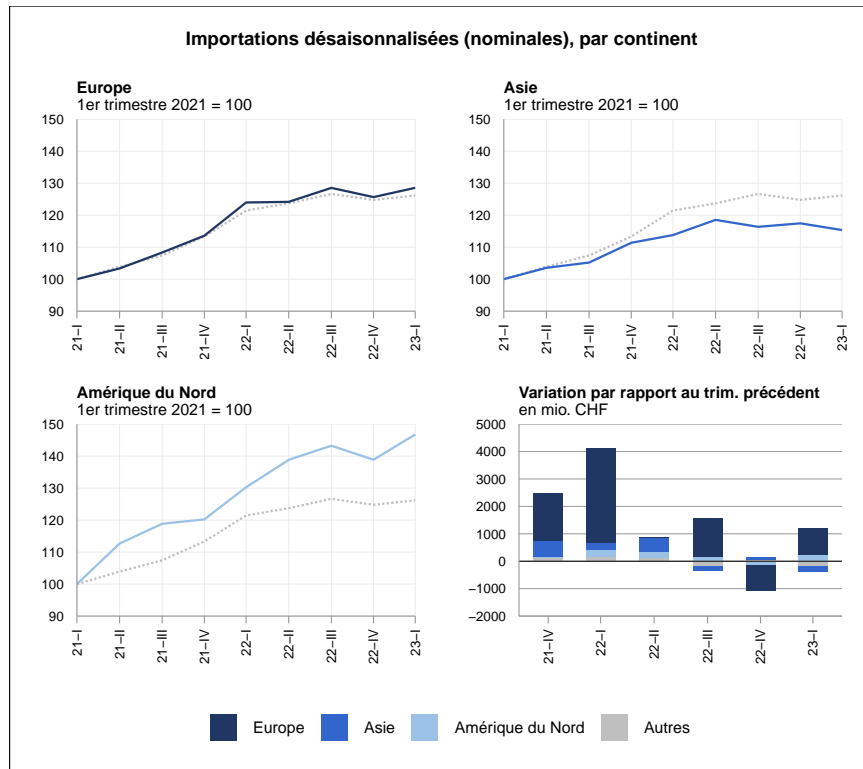 Importations désaisonnalisées (nominales), par continent
Europe
1er trimestre 2021 = 100
150
140
130
120
110
100
90
21–I
21–II
21–III
21–IV
22–I
22–II
22–III
22–IV
23–I
Asie
1er trimestre 2021 = 100
150
140
130
120
110
100
90
21–I
21–II
21–III
21–IV
22–I
22–II
22–III
22–IV
23–I
Amérique du Nord
1er trimestre 2021 = 100
150
140
130
120
110
100
90
21–I
21–II
21–III
21–IV
22–I
22–II
22–III
22–IV
23–I
Variation par rapport au trim. précédent
en mio. CHF
5000
4000
3000
2000
1000
0
–1000
–2000
21–IV
22–I
22–II
22–III
22–IV
23–I
Europe
Asie
Amérique du Nord
Autres